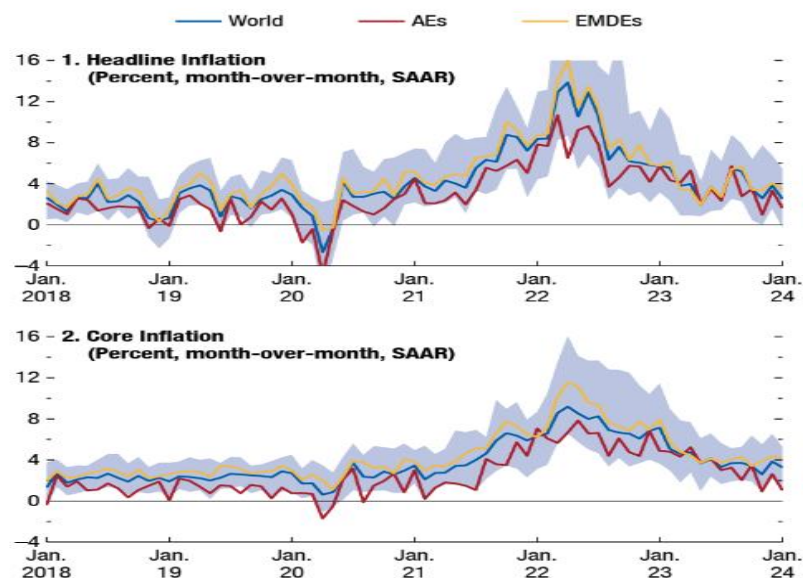 World AEs EMDEs
16 1. Headline Inflation
(Percent, month-over-month, SAAR)
12
8
4
0
−4
Jan. Jan. Jan. Jan. Jan. Jan. Jan.
2018 19 20 21 22 23 24
16 2. Core Inflation
(Percent, month-over-month, SAAR)
12
8
4
0
−4
Jan. Jan. Jan. Jan. Jan. Jan. Jan.
2018 19 20 21 22 23 24